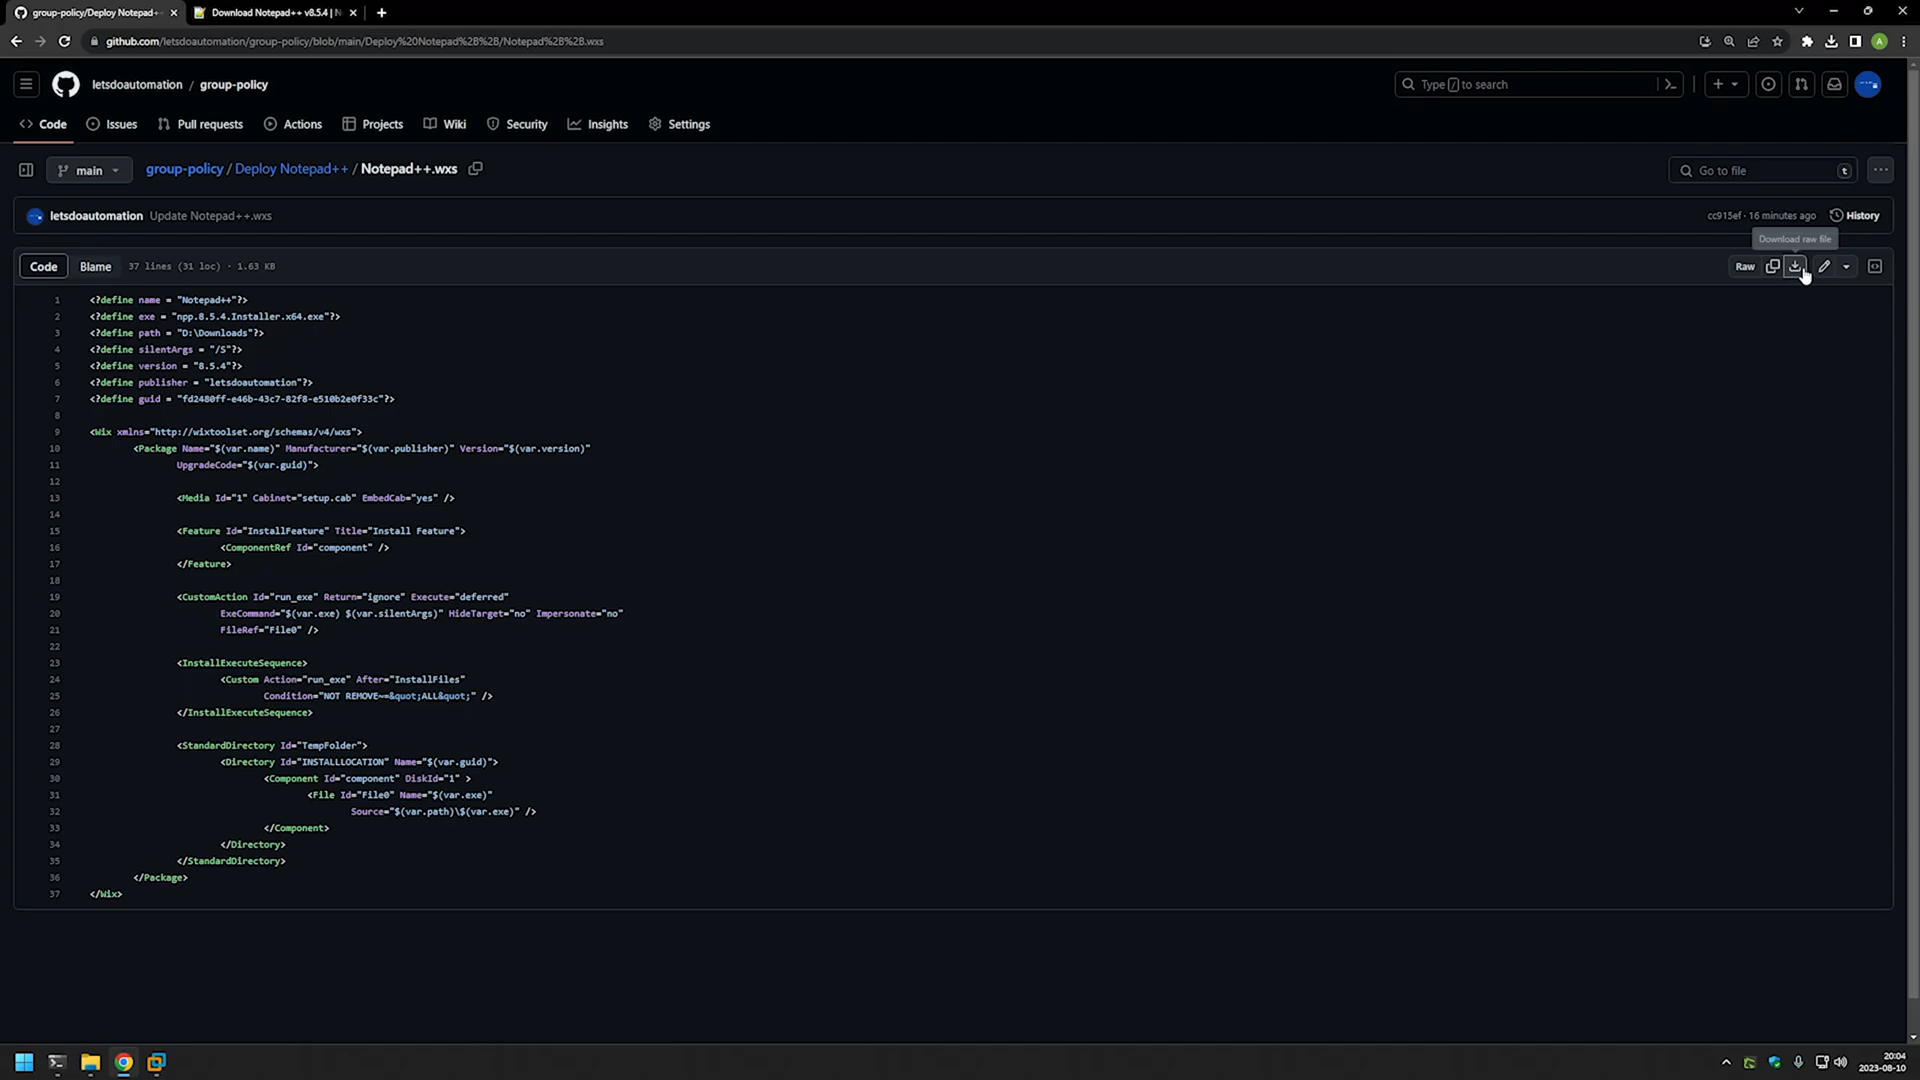 group-policy/Deploy Notepad+
Download Notepad++ v8.5.4 | N
github.com/letsdoautomation/group-policy/blob/main/Deploy%20Notepad%2B%2B/Notepad%2B%2B.wxs
A
letsdoautomation / group-policy
Type / to search
Code
Issues
Pull requests
Actions
Projects
Wiki
Security
Insights
Settings
main
group-policy / Deploy Notepad++ / Notepad++.wxs
Go to file
t
letsdoautomation Update Notepad++.wxs
cc915ef · 16 minutes ago
History
Download raw file
Code
Blame
37 lines (31 loc) · 1.63 KB
Raw
1 <?define name = "Notepad++"?>
2 <?define exe = "npp.8.5.4.Installer.x64.exe"?>
3 <?define path = "D:\Downloads"?>
4 <?define silentArgs = "/S"?>
5 <?define version = "8.5.4"?>
6 <?define publisher = "letsdoautomation"?>
7 <?define guid = "fd2480ff-e46b-43c7-82f8-e510b2e0f33c"?>
8
9 <Wix xmlns="http://wixtoolset.org/schemas/v4/wxs">
10 <Package Name="$(var.name)" Manufacturer="$(var.publisher)" Version="$(var.version)"
11 UpgradeCode="$(var.guid)">
12
13 <Media Id="1" Cabinet="setup.cab" EmbedCab="yes" />
14
15 <Feature Id="InstallFeature" Title="Install Feature">
16 <ComponentRef Id="component" />
17 </Feature>
18
19 <CustomAction Id="run_exe" Return="ignore" Execute="deferred"
20 ExeCommand="$(var.exe) $(var.silentArgs)" HideTarget="no" Impersonate="no"
21 FileRef="File0" />
22
23 <InstallExecuteSequence>
24 <Custom Action="run_exe" After="InstallFiles"
25 Condition="NOT REMOVE~=&quot;ALL&quot;" />
26 </InstallExecuteSequence>
27
28 <StandardDirectory Id="TempFolder">
29 <Directory Id="INSTALLLOCATION" Name="$(var.guid)">
30 <Component Id="component" DiskId="1" >
31 <File Id="File0" Name="$(var.exe)"
32 Source="$(var.path)\$(var.exe)" />
33 </Component>
34 </Directory>
35 </StandardDirectory>
36 </Package>
37 </Wix>
20:04
2023-08-10